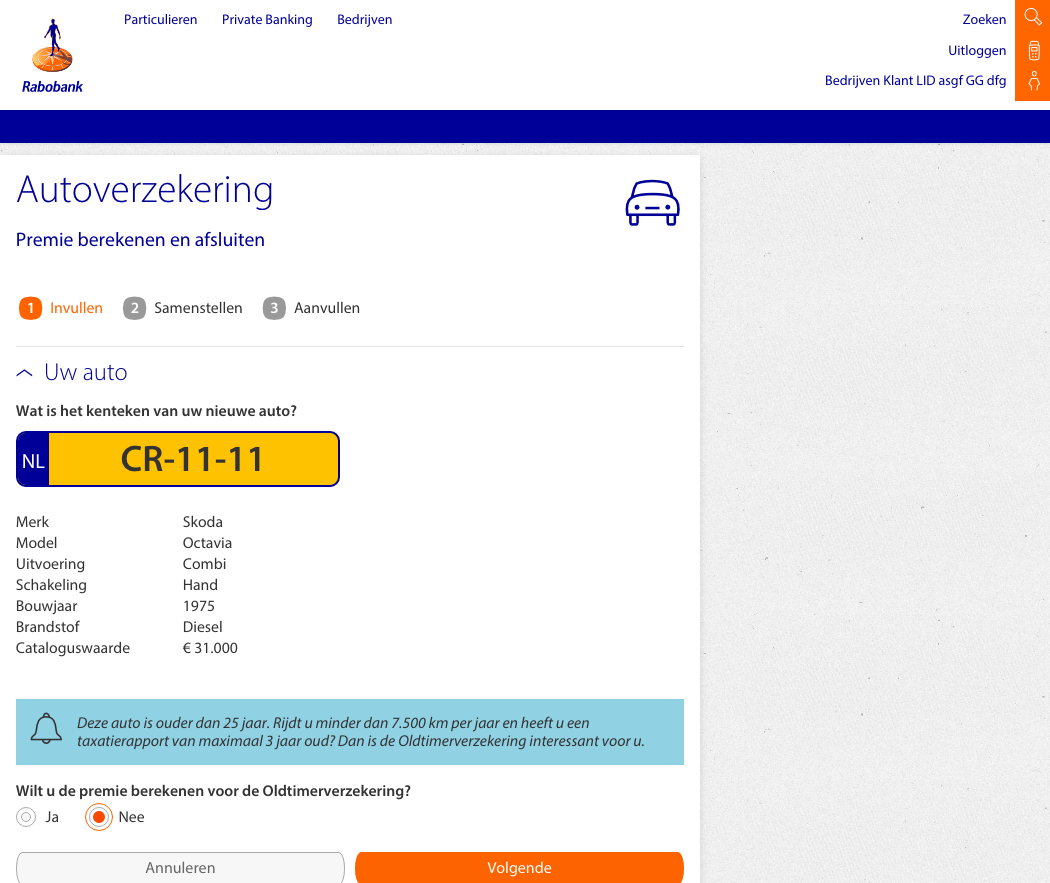 Particulieren Private Banking Bedrijven
Zoeken
Uitloggen
Bedrijven Klant LID asgf GG dfg
Rabobank
Autoverzekering
Premie berekenen en afsluiten
1 Invullen 2 Samenstellen 3 Aanvullen
Uw auto
Wat is het kenteken van uw nieuwe auto?
NL CR-11-11
Merk Skoda
Model Octavia
Uitvoering Combi
Schakeling Hand
Bouwjaar 1975
Brandstof Diesel
Cataloguswaarde € 31.000
Deze auto is ouder dan 25 jaar. Rijdt u minder dan 7.500 km per jaar en heeft u een
taxatierapport van maximaal 3 jaar oud? Dan is de Oldtimerverzekering interessant voor u.
Wilt u de premie berekenen voor de Oldtimerverzekering?
Ja Nee
Annuleren Volgende